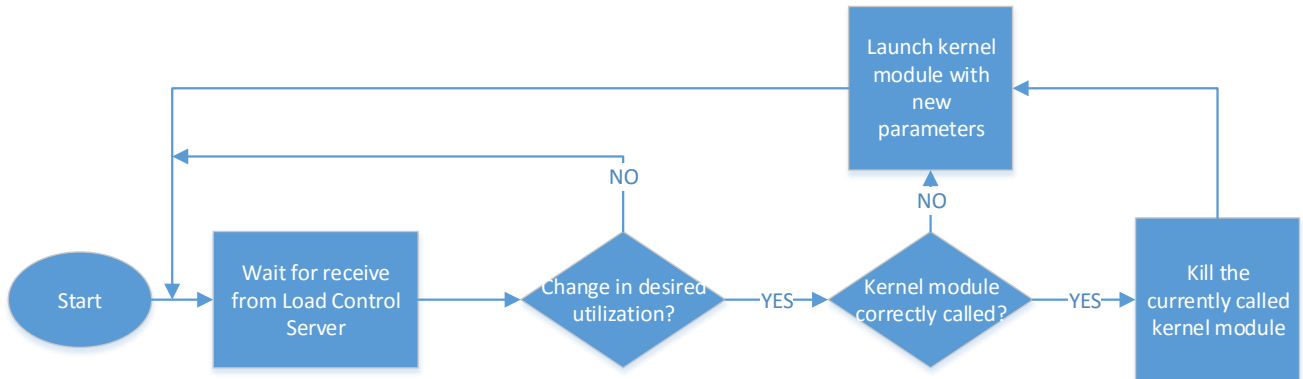 Launch kernel
module with
new
parameters
NO
NO
Start
Wait for receive
from Load Control
Server
Change in desired
utilization?
YES
Kernel module
correctly called?
YES
Kill the
currently called
kernel module